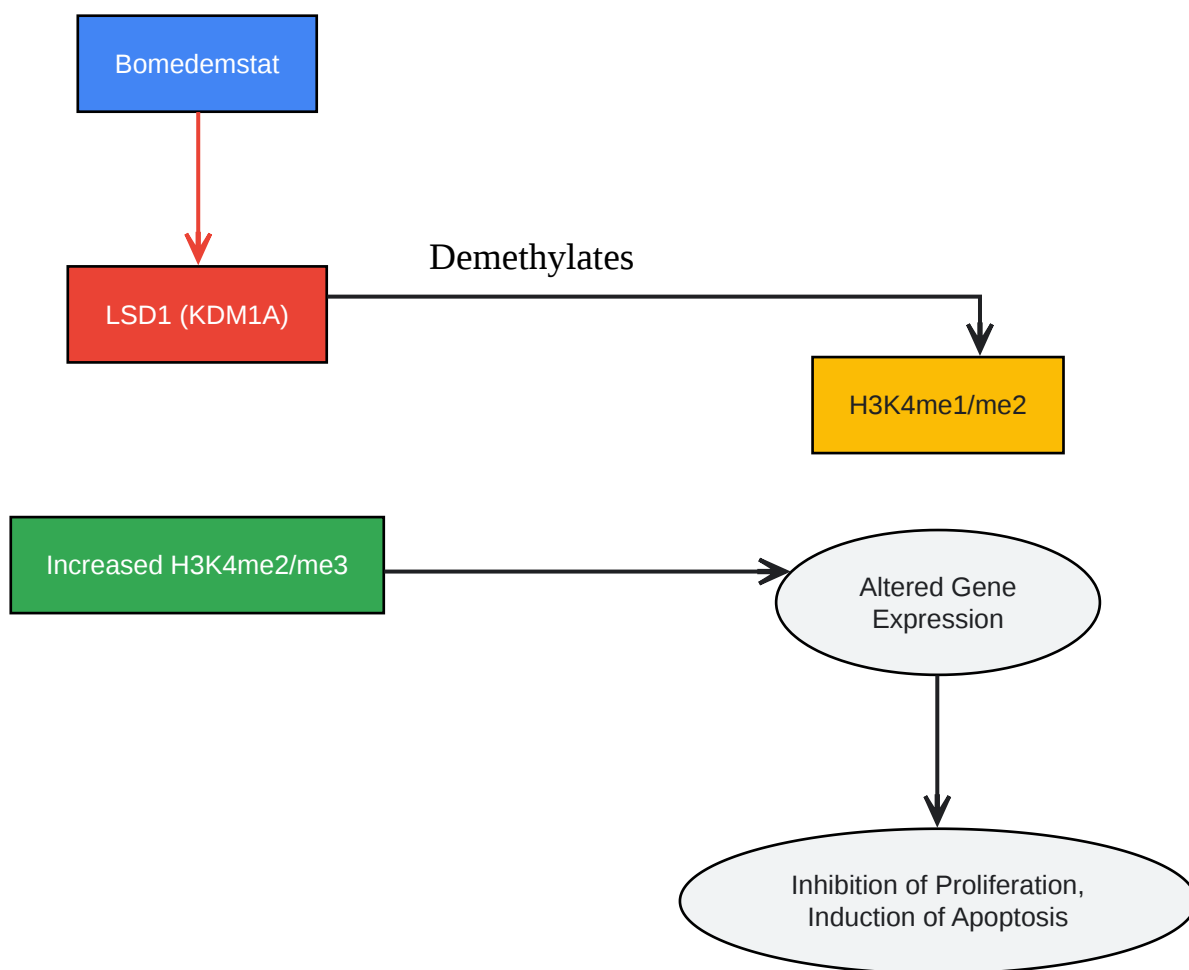 Bomedemstat
Demethylates
LSD1 (KDM1A)
H3K4me1/me2
Increased H3K4me2/me3
Altered Gene
Expression
Inhibition of Proliferation,
Induction of Apoptosis